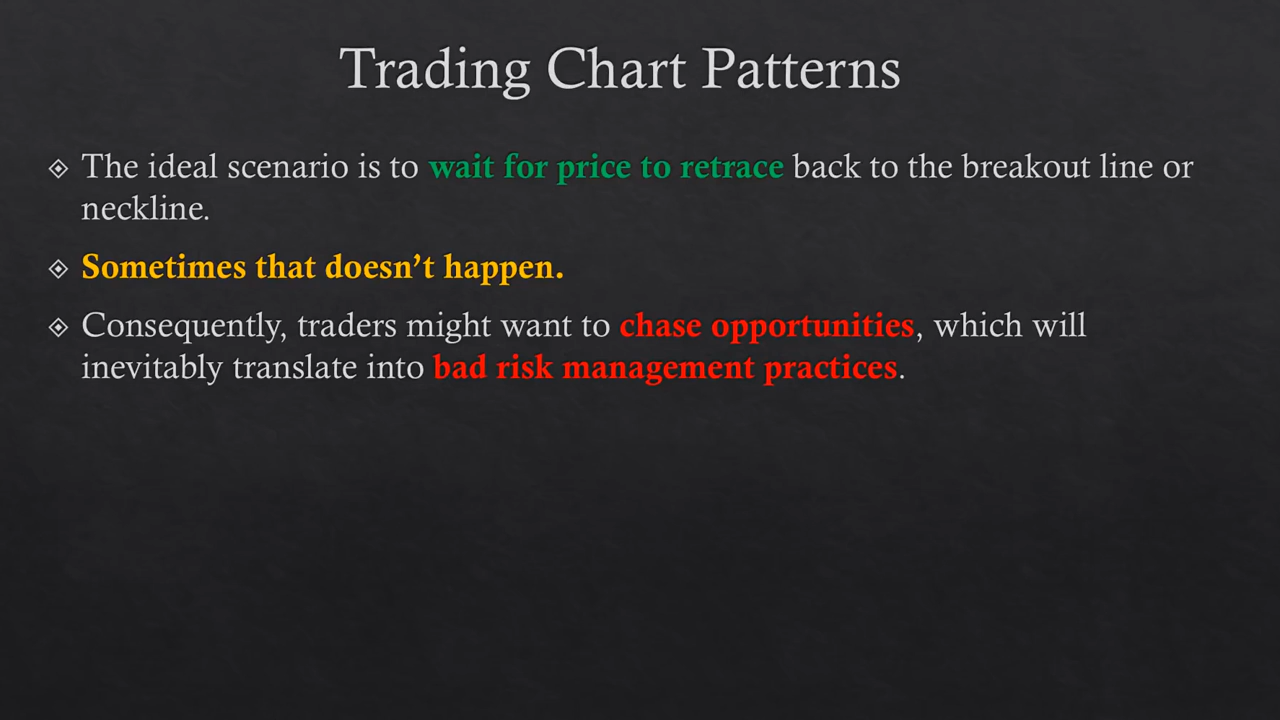 Trading Chart Patterns
The ideal scenario is to wait for price to retrace back to the breakout line or
neckline.
Sometimes that doesn’t happen.
Consequently, traders might want to chase opportunities, which will
inevitably translate into bad risk management practices.